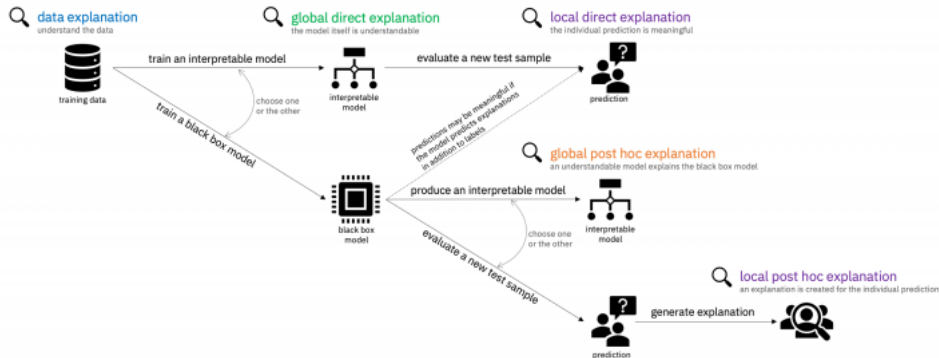 data explanation
understand the data
global direct explanation
the model itself is understandable
local direct explanation
the individual prediction is meaningful
train an interpretable model
evaluate a new test sample
?
training data
choose one
or the other
interpretable
model
prediction
train a black box model
predictions may be meaningful if
the model predicts explanations
in addition to labels
global post hoc explanation
an understandable model explains the black box model
produce an interpretable model
black box
model
choose one
or the other
interpretable
model
evaluate a new test sample
local post hoc explanation
an explanation is created for the individual prediction
?
generate explanation
prediction